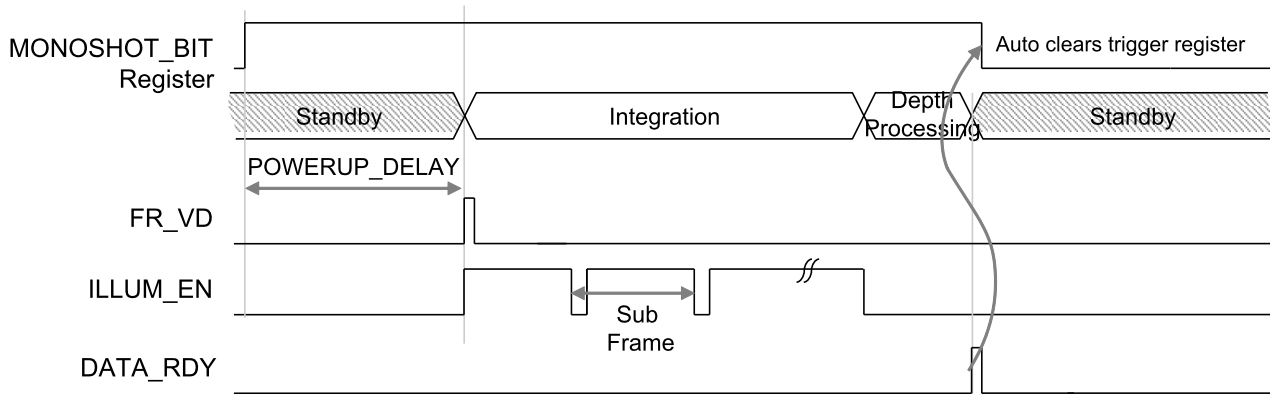 MONOSHOT_BIT
Register
Auto clears trigger register
Standby
Integration
Depth
Processing
Standby
POWERUP_DELAY
FR_VD
ILLUM_EN
Sub
Frame
DATA_RDY